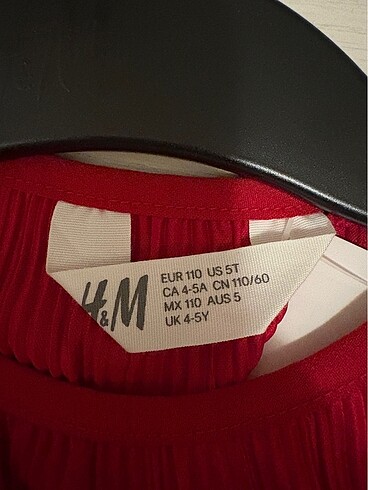 H&M
EUR 110 US 5T
CA 4-5A CN 110/60
MX 110 AUS 5
UK 4-5Y